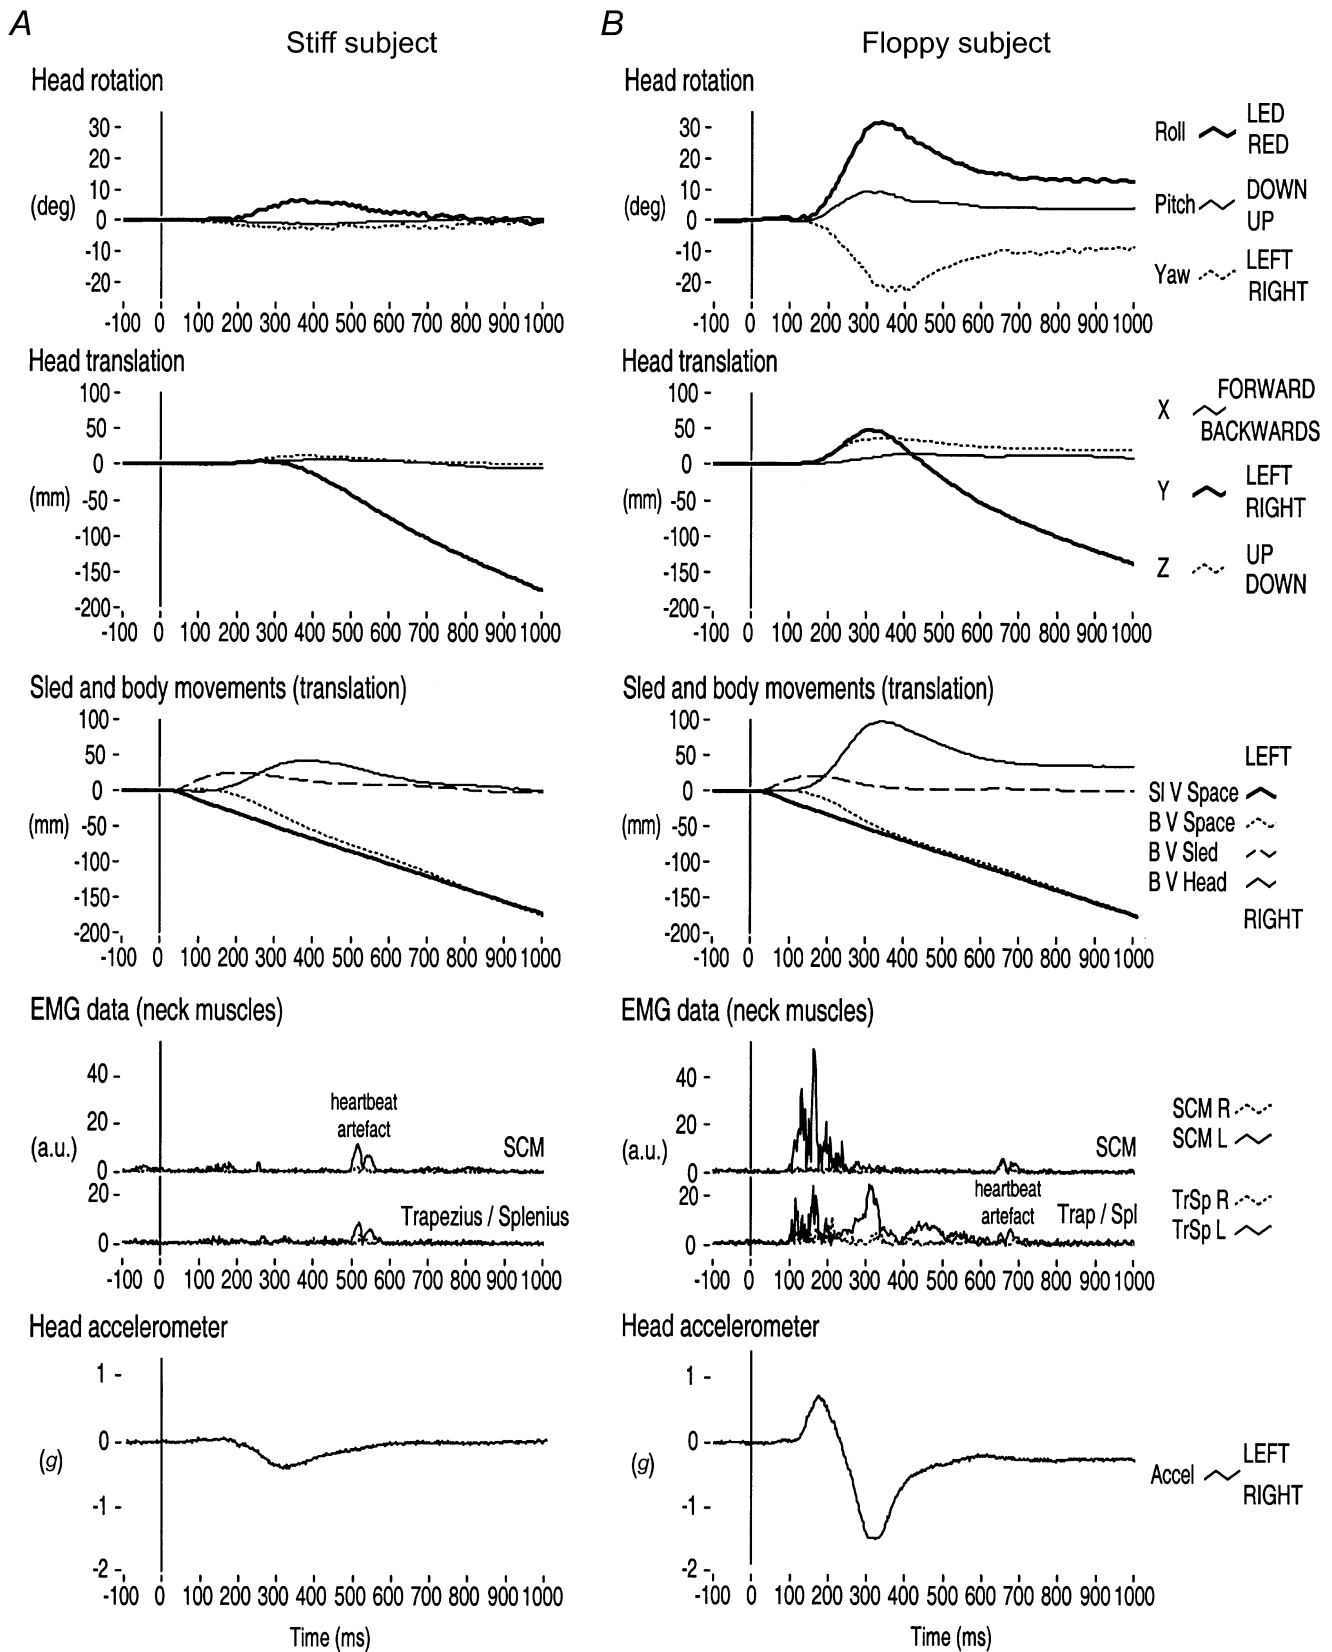 A
Stiff subject
Head rotation
30
20
10
(deg)
0
-10
-20
-100 0 100 200 300 400 500 600 700 800 900 1000
Head translation
100
50
0
(mm) -50
-100
-150
-200
-100 0 100 200 300 400 500 600 700 800 900 1000
Sled and body movements (translation)
100
50
0
(mm) -50
-100
-150
-200
-100 0 100 200 300 400 500 600 700 800 900 1000
EMG data (neck muscles)
40
20
(a.u.)
0
heartbeat
artefact
SCM
20
0
Trapezius / Splenius
-100 0 100 200 300 400 500 600 700 800 900 1000
Head accelerometer
1
0
(g)
-1
-2
-100 0 100 200 300 400 500 600 700 800 900 1000
Time (ms)
B
Floppy subject
Head rotation
30
20
10
(deg)
0
-10
-20
-100 0 100 200 300 400 500 600 700 800 900 1000
Roll
LED
RED
Pitch
DOWN
UP
Yaw
LEFT
RIGHT
Head translation
100
50
0
(mm) -50
-100
-150
-200
-100 0 100 200 300 400 500 600 700 800 900 1000
X
FORWARD
BACKWARDS
Y
LEFT
RIGHT
Z
UP
DOWN
Sled and body movements (translation)
100
50
0
(mm) -50
-100
-150
-200
-100 0 100 200 300 400 500 600 700 800 900 1000
LEFT
Sl V Space
B V Space
B V Sled
B V Head
RIGHT
EMG data (neck muscles)
40
20
(a.u.)
0
SCM
20
0
heartbeat
artefact
Trap / Spl
-100 0 100 200 300 400 500 600 700 800 900 1000
SCM R
SCM L
TrSp R
TrSp L
Head accelerometer
1
0
(g)
-1
-2
-100 0 100 200 300 400 500 600 700 800 900 1000
Time (ms)
Accel
LEFT
RIGHT